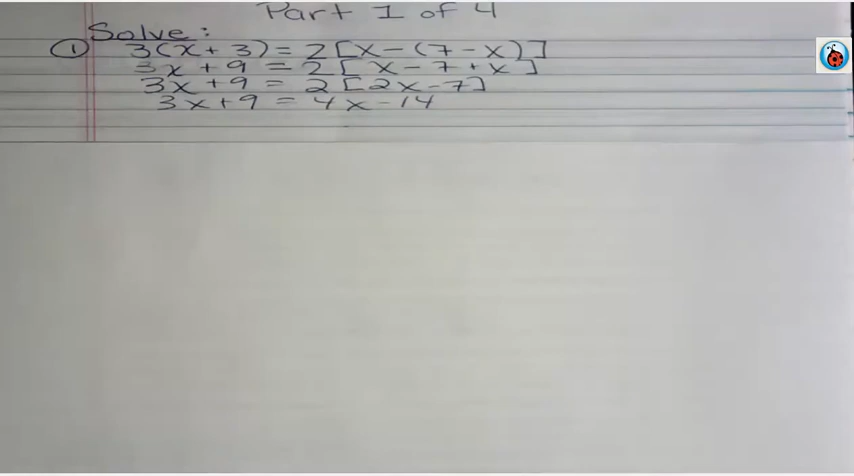 Part 1 of 4
Solve:
① 3(x + 3) = 2[x - (7 - x)]
3x + 9 = 2[x - 7 + x]
3x + 9 = 2[2x - 7]
3x + 9 = 4x - 14